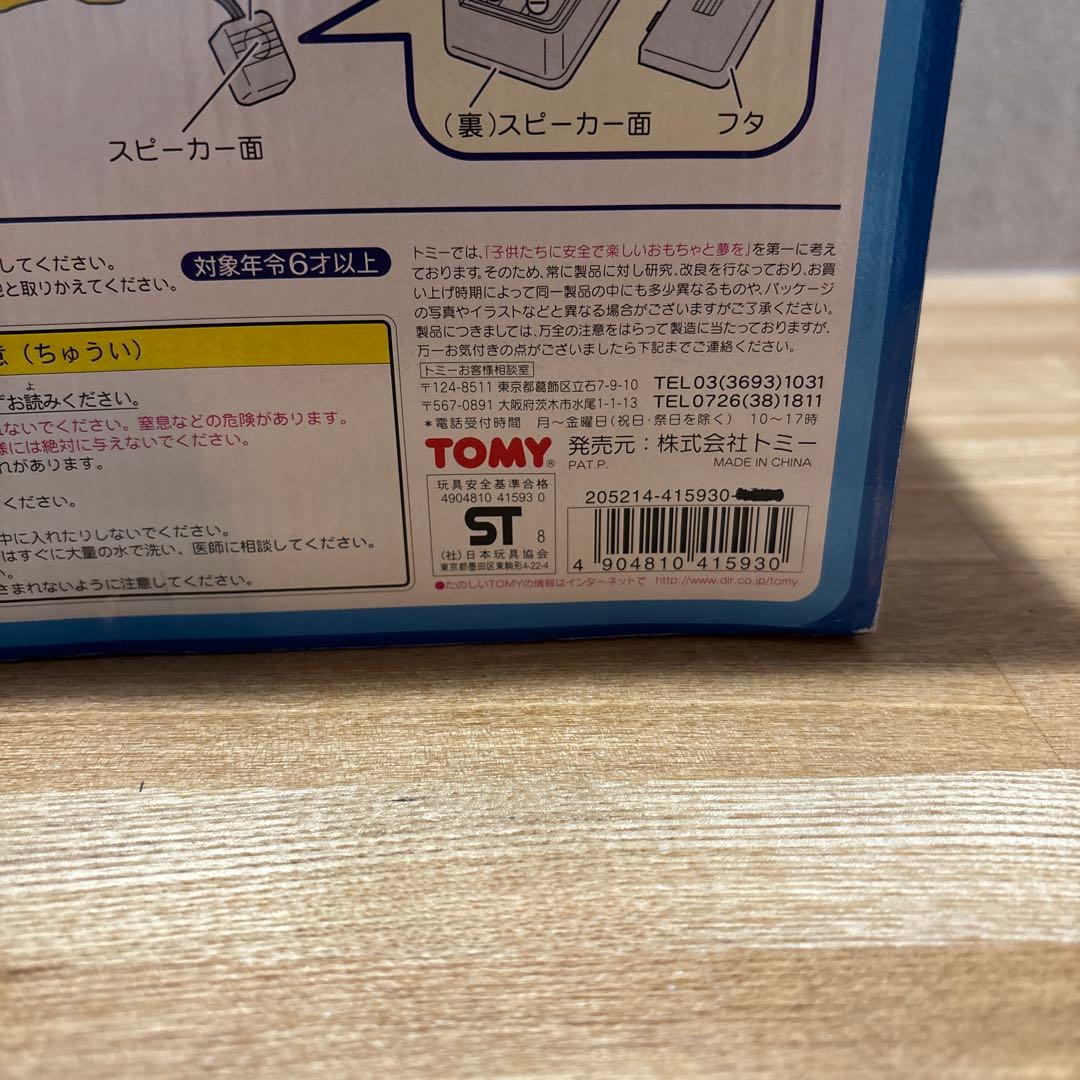 スピーカー面
(裏)スピーカー面
フタ
してください。
と取りかえてください。
対象年令6才以上
意(ちゅうい)
よ
お読みください。
ないでください。窒息などの危険があります。
様には絶対に与えないでください。
れがあります。
ください。
中に入れたりしないでください。
はすぐに大量の水で洗い、医師に相談してください。
さまれないように注意してください。
トミーでは、「子供たちに安全で楽しいおもちゃと夢を」を第一に考え
ております。そのため、常に製品に対し研究、改良を行なっており、お買
い上げ時期によって同一製品の中にも多少異なるものや、パッケージ
の写真やイラストなどと異なる場合がございますがご了承ください。
製品につきましては、万全の注意をはらって製造に当たっておりますが、
万一お気付きの点がございましたら下記までご連絡ください。
トミーお客様相談室
〒124-8511 東京都葛飾区立石7-9-10 TEL 03(3693)1031
〒567-0891 大阪府茨木市水尾1-1-13 TEL 0726(38)1811
*電話受付時間 月~金曜日(祝日・祭日を除く) 10~17時
TOMY® 発売元:株式会社トミー
PAT.P. MADE IN CHINA
玩具安全基準合格
4904810 41593 0
ST 8
(社)日本玩具協会
東京都墨田区東駒形4-22-4
205214-415930-
4 904810 415930
●たのしいTOMYの情報はインターネットで http://www.dir.co.jp/tomy